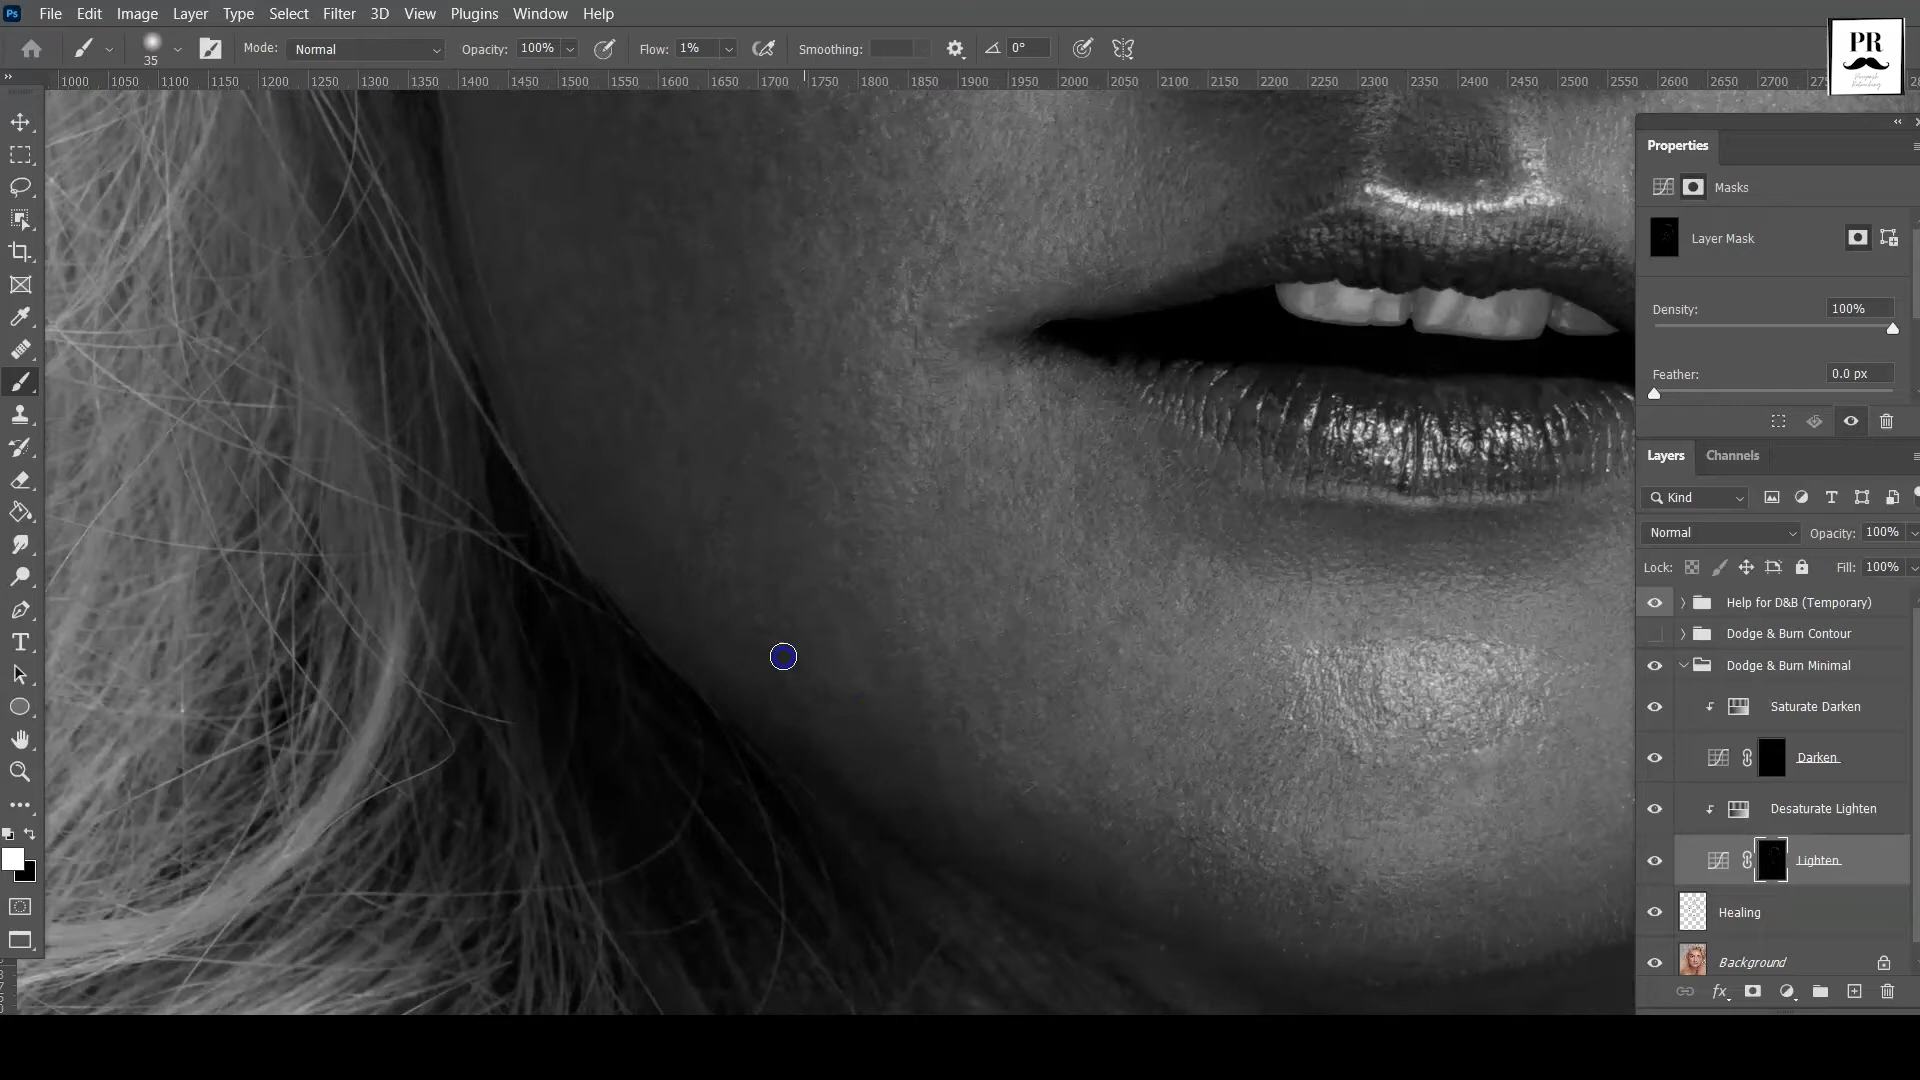 Ps File Edit Image Layer Type Select Filter 3D View Plugins Window Help
35 Mode: Normal Opacity: 100% Flow: 1% Smoothing: 0°
PR
1000 1050 1100 1150 1200 1250 1300 1350 1400 1450 1500 1550 1600 1650 1700 1750 1800 1850 1900 1950 2000 2050 2100 2150 2200 2250 2300 2350 2400 2450 2500 2550 2600 2650 2700
Properties
Masks
Layer Mask
Density: 100%
Feather: 0.0 px
Layers Channels
Kind
Normal Opacity: 100%
Lock: Fill: 100%
Help for D&B (Temporary)
Dodge & Burn Contour
Dodge & Burn Minimal
Saturate Darken
Darken
Desaturate Lighten
Lighten
Healing
Background
fx